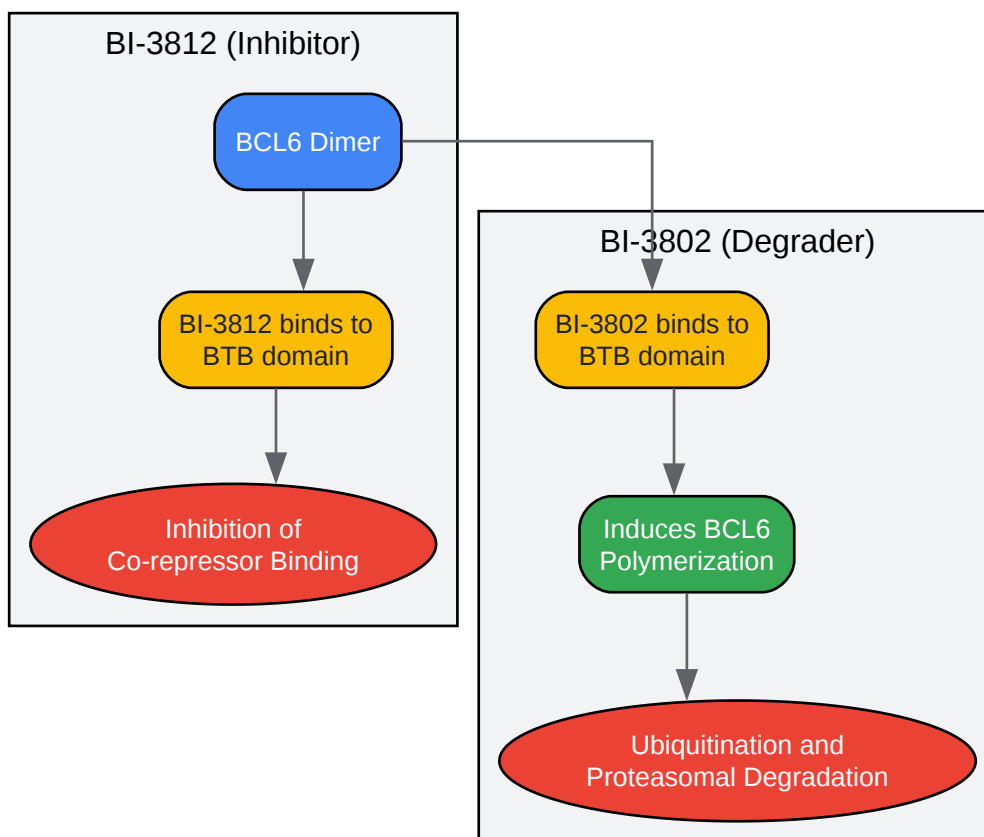 BI-3812 (Inhibitor)
BCL6 Dimer
BI-3812 binds to
BTB domain
Inhibition of
Co-repressor Binding
BI-3802 (Degrader)
BI-3802 binds to
BTB domain
Induces BCL6
Polymerization
Ubiquitination and
Proteasomal Degradation